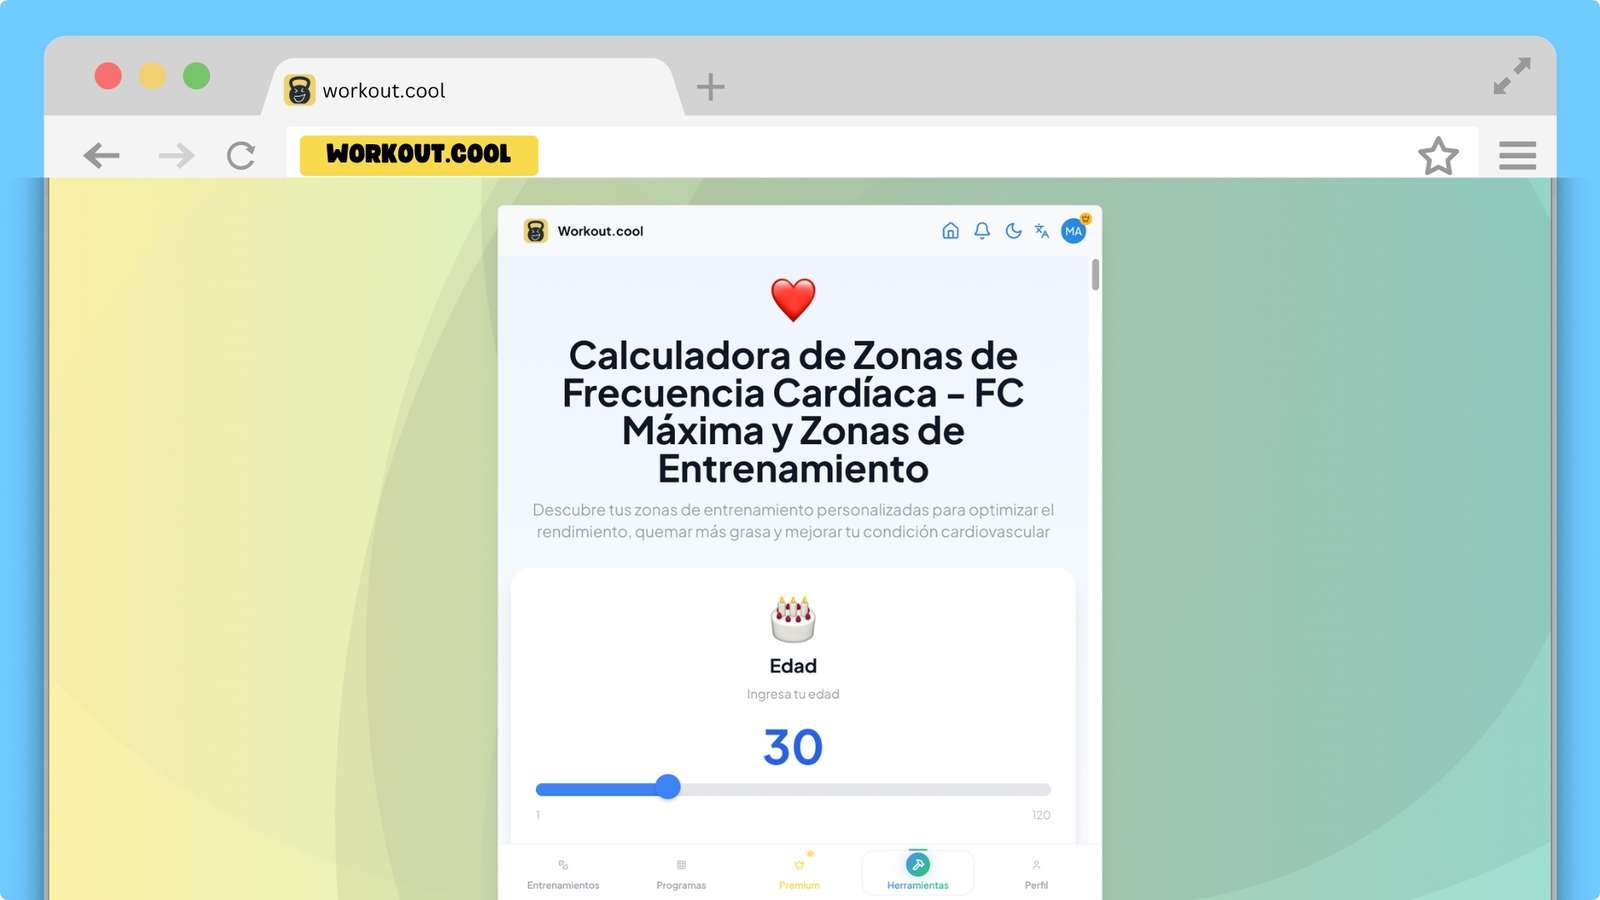 workout.cool
WORKOUT.COOL
Workout.cool
MA
Calculadora de Zonas de
Frecuencia Cardíaca - FC
Máxima y Zonas de
Entrenamiento
Descubre tus zonas de entrenamiento personalizadas para optimizar el
rendimiento, quemar más grasa y mejorar tu condición cardiovascular
Edad
Ingresa tu edad
30
1 120
Entrenamientos Programas Premium Herramientas Perfil